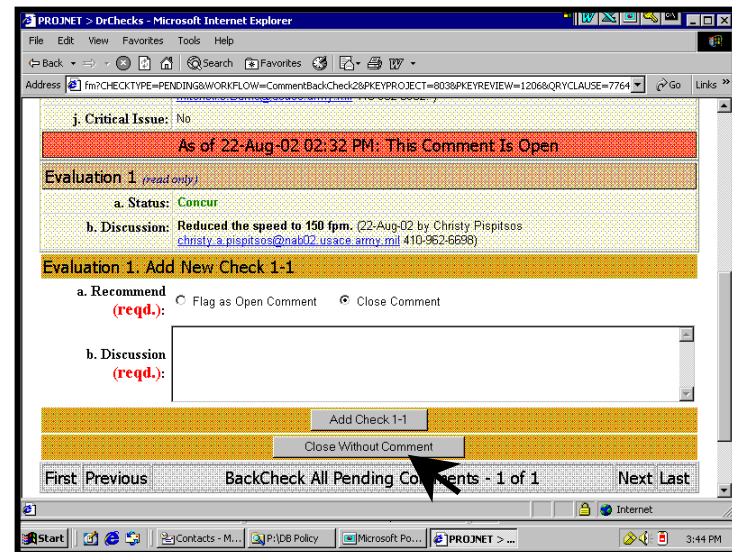 PROJNET > DrChecks - Microsoft Internet Explorer
File Edit View Favorites Tools Help
Back Search Favorites
Address fm?CHECKTYPE=PENDING&WORKFLOW=CommentBackCheck2&PKEYPROJECT=803&PKEYREVIEW=1206&QRYCLAUSE=7764 Go Links »
j. Critical Issue: No
As of 22-Aug-02 02:32 PM: This Comment Is Open
Evaluation 1 (read only)
a. Status: Concur
b. Discussion: Reduced the speed to 150 fpm. (22-Aug-02 by Christy Pispitsos
christy.a.pispitsos@nab02.usace.army.mil 410-962-6698)
Evaluation 1. Add New Check 1-1
a. Recommend
(reqd.):
Flag as Open Comment Close Comment
b. Discussion
(reqd.):
Add Check 1-1
Close Without Comment
First Previous BackCheck All Pending Comments - 1 of 1 Next Last
Internet
Start Contacts - M... P:\DB Policy Microsoft Po... PROJNET > ... 3:44 PM